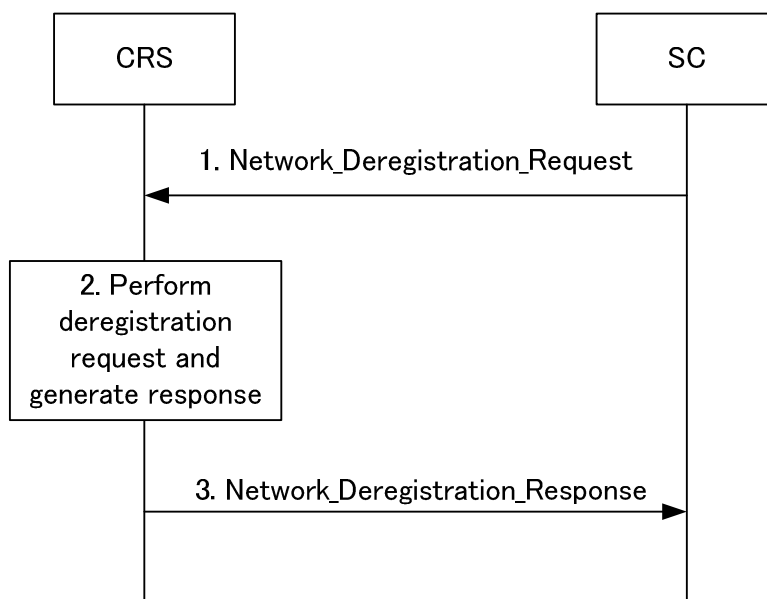 CRS
SC
1. Network_Deregistration_Request
2. Perform
deregistration
request and
generate response
3. Network_Deregistration_Response